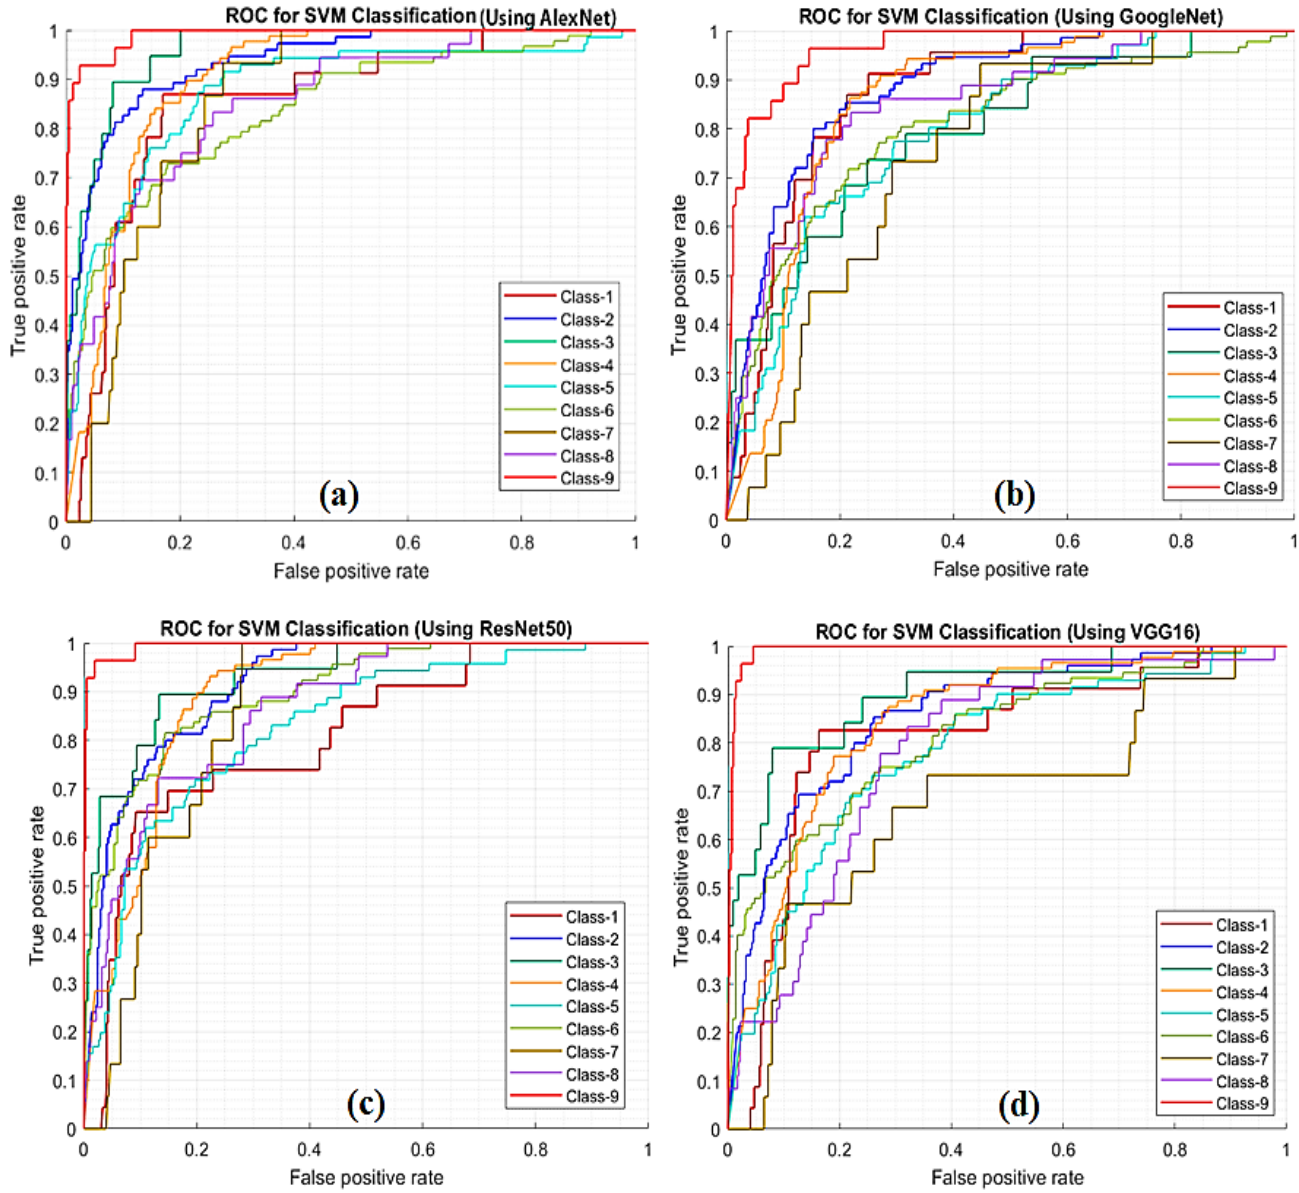 ROC for SVM Classification (Using AlexNet)
1
0.9
0.8
0.7
0.6
0.5
0.4
0.3
0.2
0.1
0
True positive rate
Class-1
Class-2
Class-3
Class-4
Class-5
Class-6
Class-7
Class-8
Class-9
(a)
0 0.2 0.4 0.6 0.8 1
False positive rate
ROC for SVM Classification (Using GoogleNet)
1
0.9
0.8
0.7
0.6
0.5
0.4
0.3
0.2
0.1
0
True positive rate
Class-1
Class-2
Class-3
Class-4
Class-5
Class-6
Class-7
Class-8
Class-9
(b)
0 0.2 0.4 0.6 0.8 1
False positive rate
ROC for SVM Classification (Using ResNet50)
1
0.9
0.8
0.7
0.6
0.5
0.4
0.3
0.2
0.1
0
True positive rate
Class-1
Class-2
Class-3
Class-4
Class-5
Class-6
Class-7
Class-8
Class-9
(c)
0 0.2 0.4 0.6 0.8 1
False positive rate
ROC for SVM Classification (Using VGG16)
1
0.9
0.8
0.7
0.6
0.5
0.4
0.3
0.2
0.1
0
True positive rate
Class-1
Class-2
Class-3
Class-4
Class-5
Class-6
Class-7
Class-8
Class-9
(d)
0 0.2 0.4 0.6 0.8 1
False positive rate